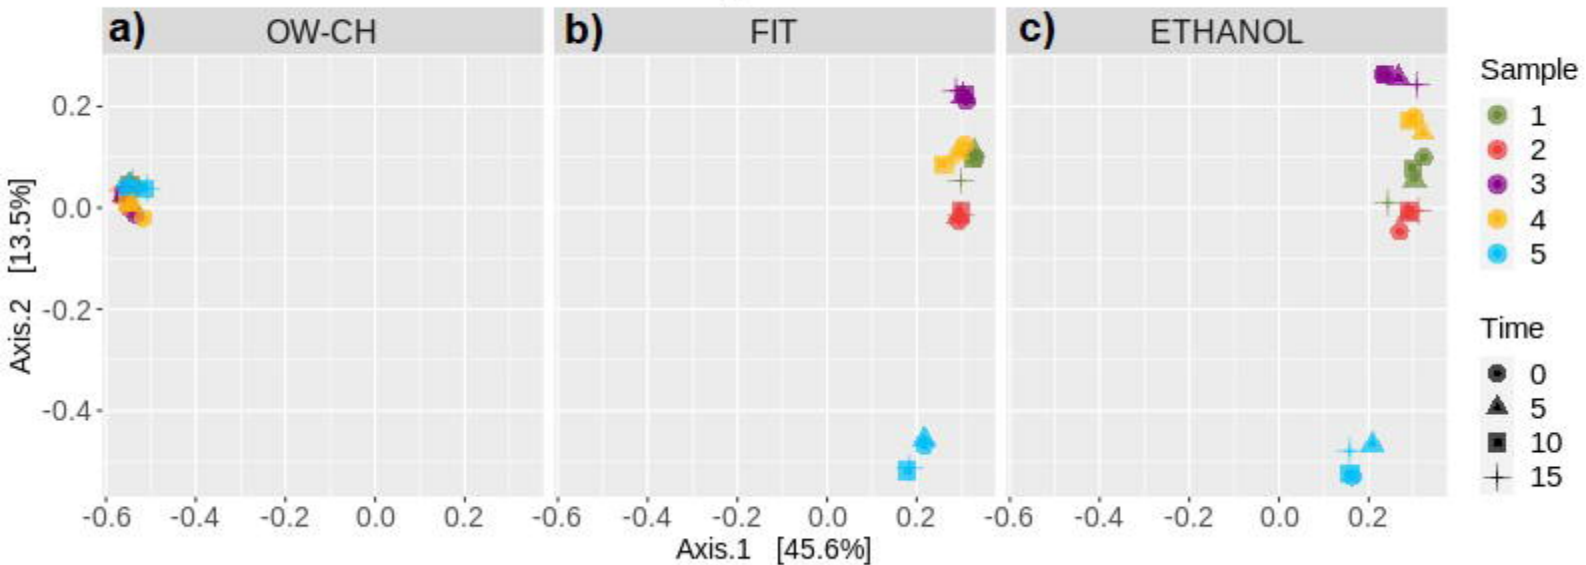 a) OW-CH
b) FIT
c) ETHANOL
0.2
0.0
-0.2
-0.4
Axis.2 [13.5%]
-0.6 -0.4 -0.2 0.0 0.2
-0.6 -0.4 -0.2 0.0 0.2
-0.6 -0.4 -0.2 0.0 0.2
Axis.1 [45.6%]
Sample
1
2
3
4
5
Time
0
5
10
15